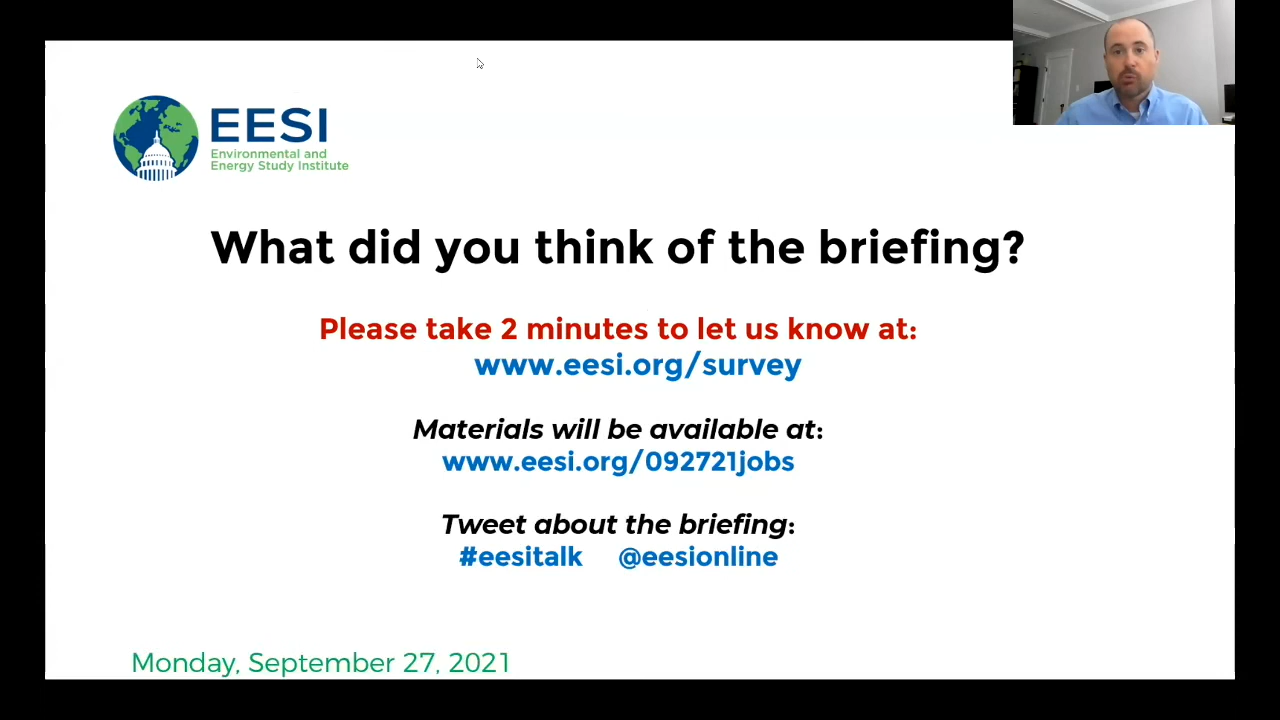 EESI
Environmental and
Energy Study Institute
What did you think of the briefing?
Please take 2 minutes to let us know at:
www.eesi.org/survey
Materials will be available at:
www.eesi.org/092721jobs
Tweet about the briefing:
#eesitalk @eesionline
Monday, September 27, 2021